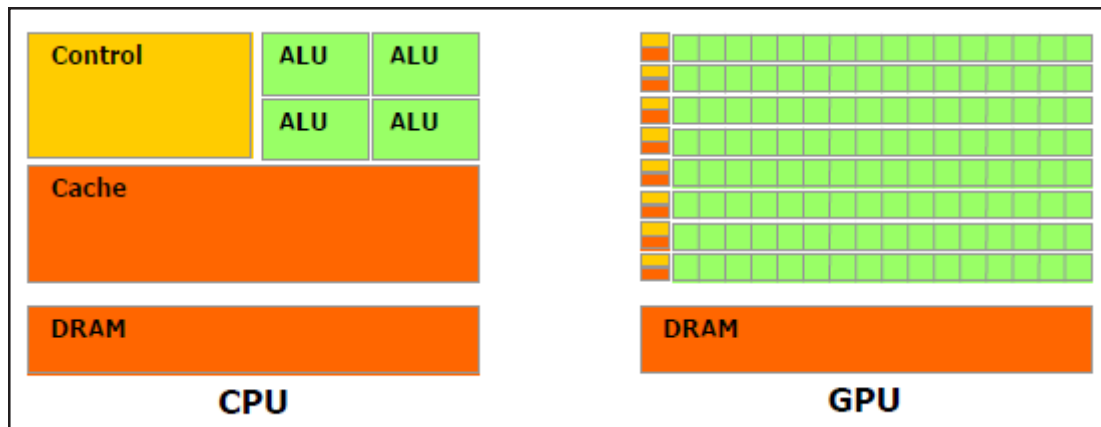 Control
ALU ALU
ALU ALU
Cache
DRAM
CPU
DRAM
GPU